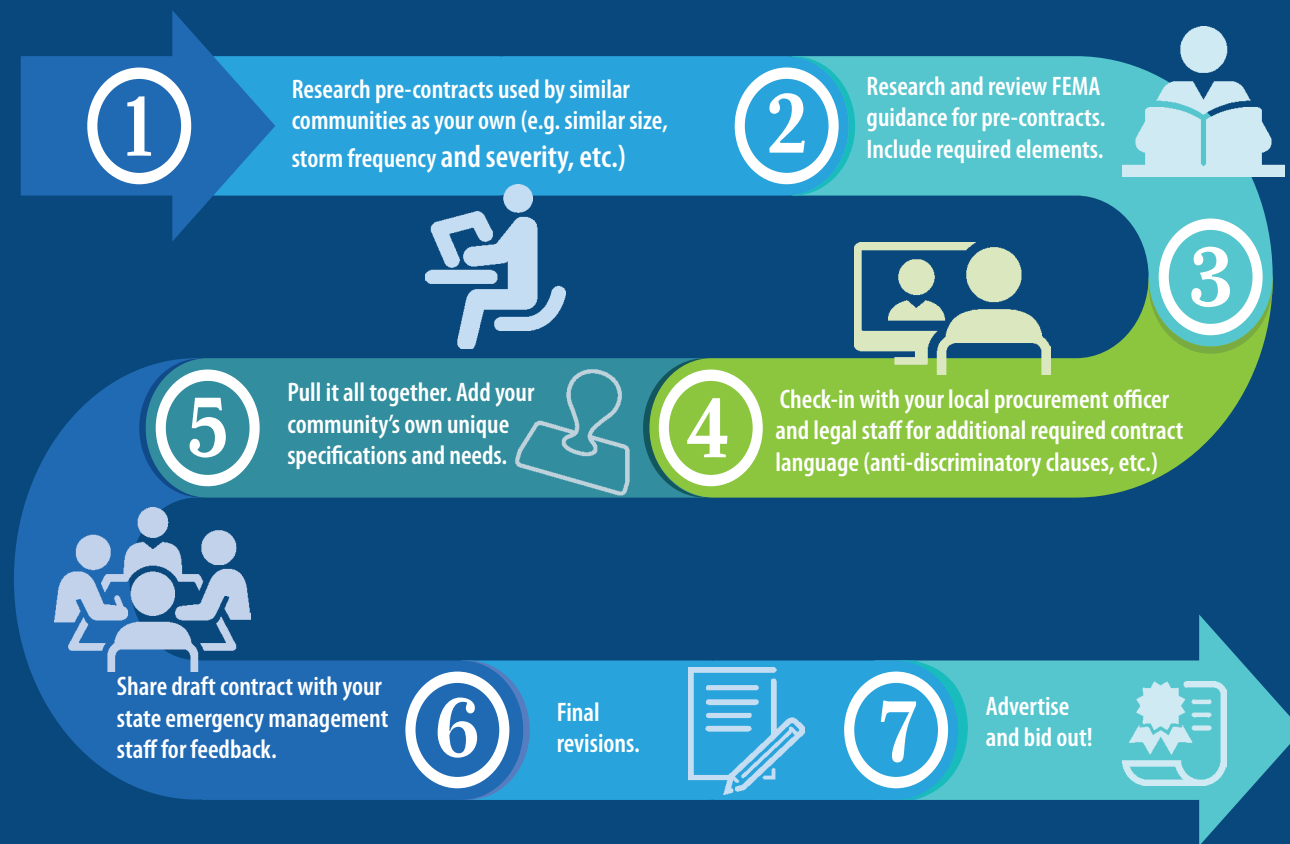 1
Research pre-contracts used by similar
communities as your own (e.g. similar size,
storm frequency and severity, etc.)
2
Research and review FEMA
guidance for pre-contracts.
Include required elements.
3
Check-in with your local procurement officer
and legal staff for additional required contract
language (anti-discriminatory clauses, etc.)
4
Pull it all together. Add your
community’s own unique
specifications and needs.
5
Share draft contract with your
state emergency management
staff for feedback.
6
Final
revisions.
7
Advertise
and bid out!